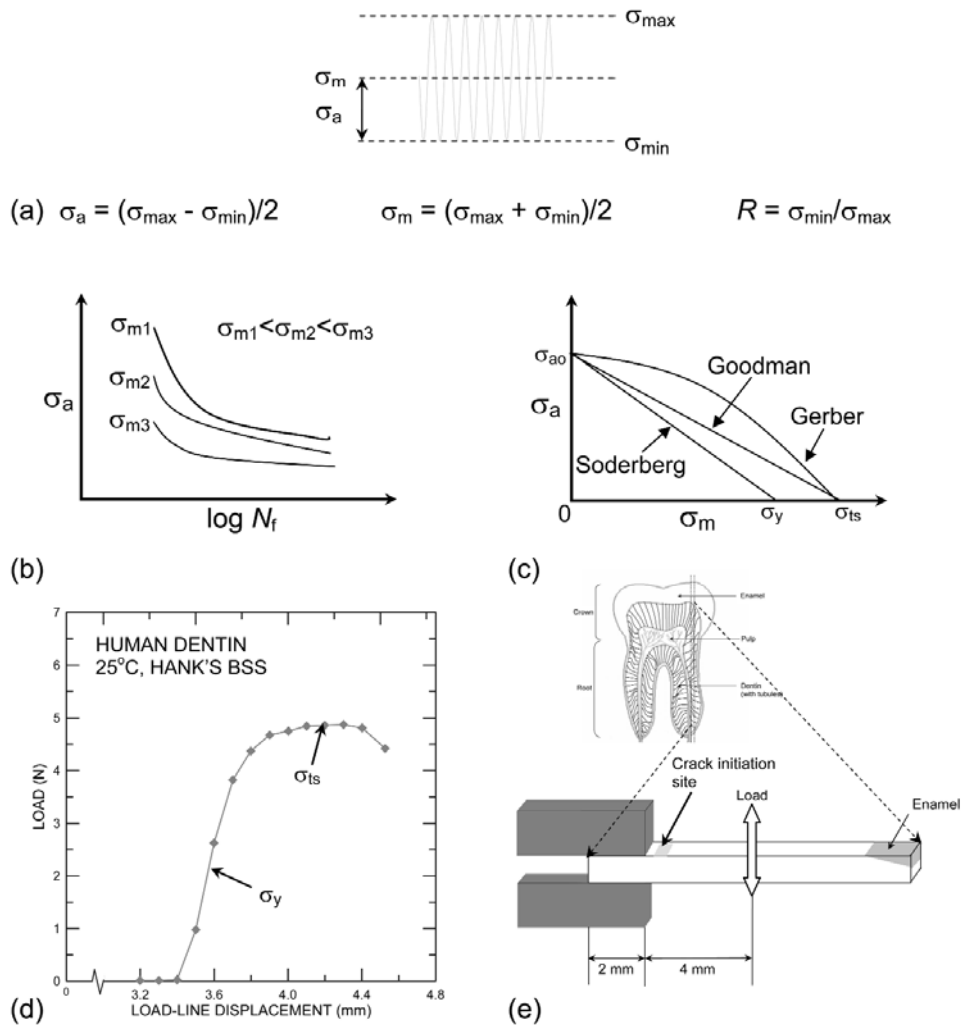 σmax
σm
σa
σmin
(a) σa = (σmax - σmin)/2 σm = (σmax + σmin)/2 R = σmin/σmax
σm1
σm2
σm3
σm1<σm2<σm3
σa
log Nf
(b)
σao
σa
Goodman
Gerber
Soderberg
0 σm σy σts
(c)
7
6
5
4
3
2
1
0
LOAD (N)
HUMAN DENTIN
25°C, HANK'S BSS
σts
σy
0 3.2 3.6 4.0 4.4 4.8
LOAD-LINE DISPLACEMENT (mm)
(d)
Crown
Root
Enamel
Pulp
Dentin
(with tubules)
Crack initiation
site
Load
Enamel
2 mm 4 mm
(e)